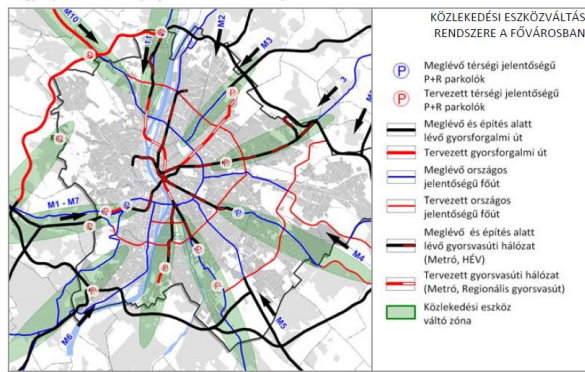 KÖZLEKEDÉSI ESZKÖZVÁLTÁS
RENDSZERE A FŐVÁROSBAN
P Meglévő térségi jelentőségű
P+R parkolók
P Tervezett térségi jelentőségű
P+R parkolók
Meglévő és építés alatt
lévő gyorsforgalmi út
Tervezett gyorsforgalmi út
Meglévő országos
jelentőségű főút
Tervezett országos
jelentőségű főút
Meglévő és építés alatt
lévő gyorsvasúti hálózat
(Metró, HÉV)
Tervezett gyorsvasúti hálózat
(Metró, Regionális gyorsvasút)
Közlekedési eszköz
váltó zóna
M10
11
M2
M3
3
M1 - M7
M4
M5
M6